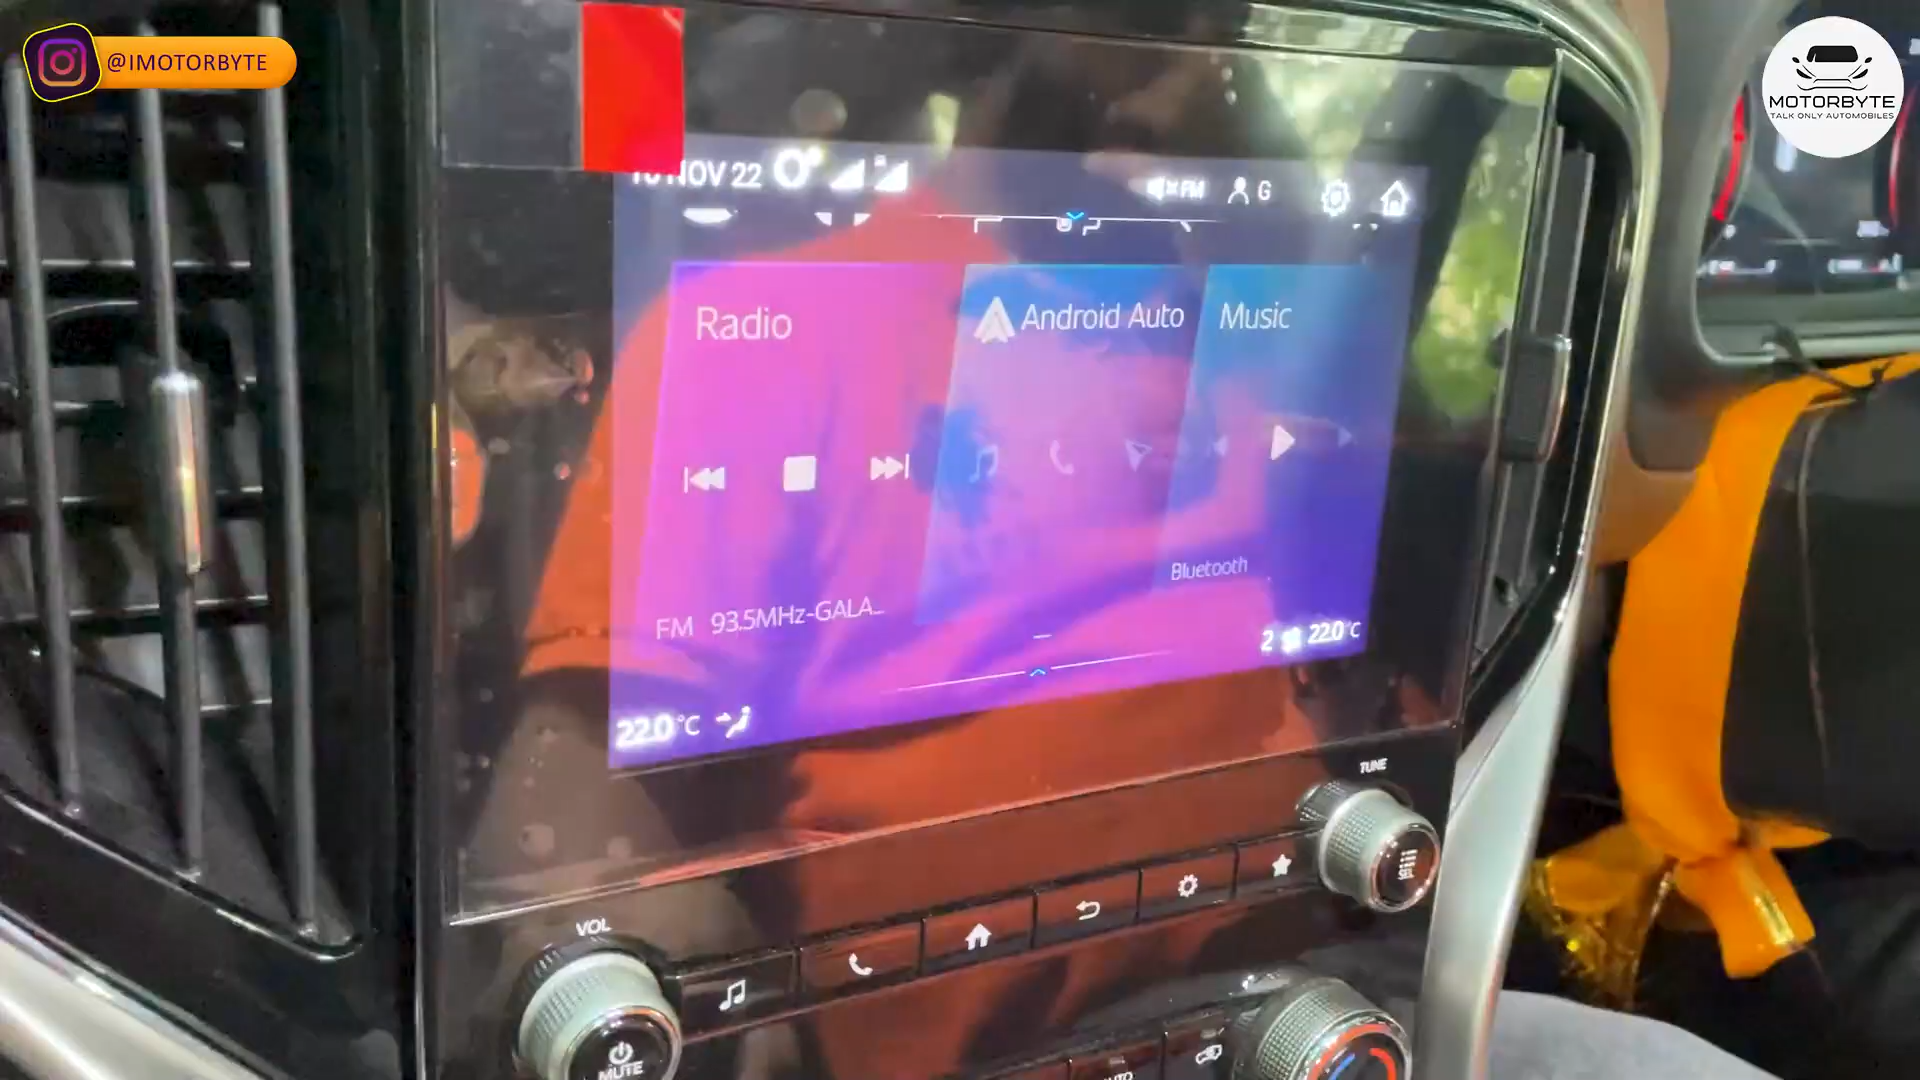 @IMOTORBYTE
MOTORBYTE
TALK ONLY AUTOMOBILES
NOV 22
FM
G
Radio
Android Auto
Music
Bluetooth
FM 93.5MHz-GALA...
2 22.0°C
22.0°C
TUNE
VOL
MUTE